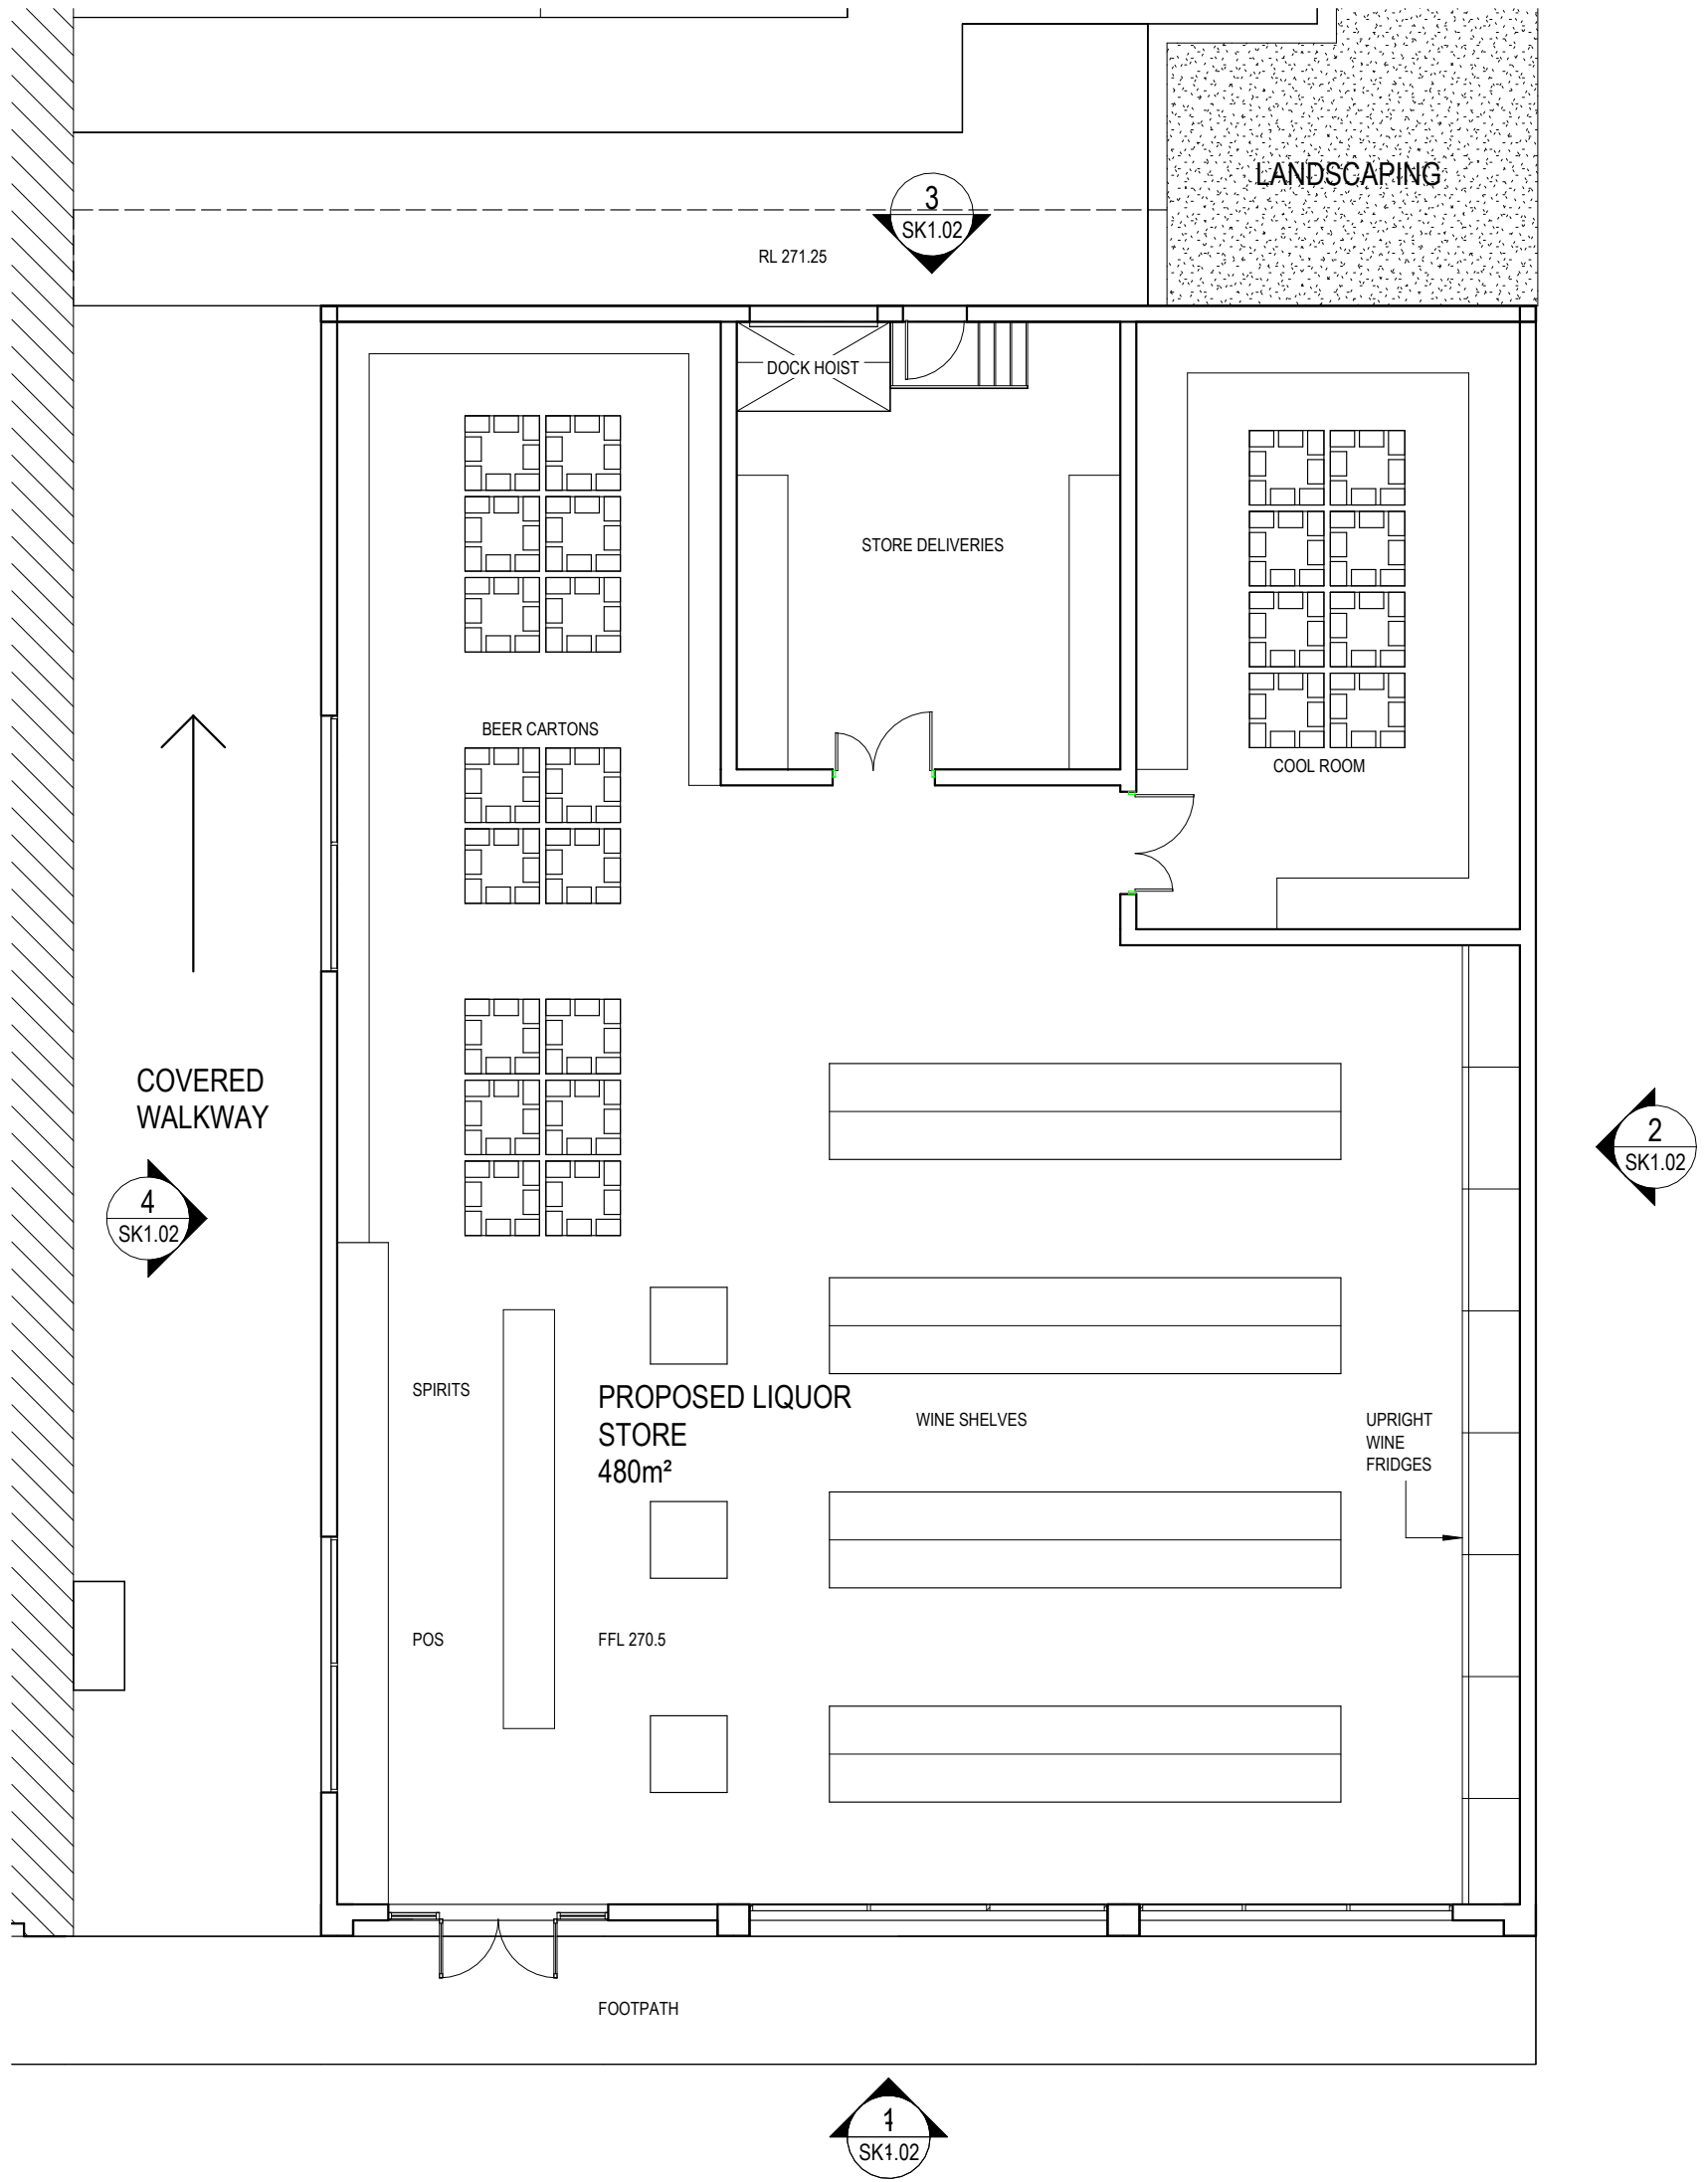 LANDSCAPING
3
SK1.02
RL 271.25
DOCK HOIST
STORE DELIVERIES
BEER CARTONS
COOL ROOM
COVERED
WALKWAY
2
SK1.02
4
SK1.02
SPIRITS
PROPOSED LIQUOR
STORE
480m²
WINE SHELVES
UPRIGHT
WINE
FRIDGES
POS
FFL 270.5
FOOTPATH
1
SK1.02